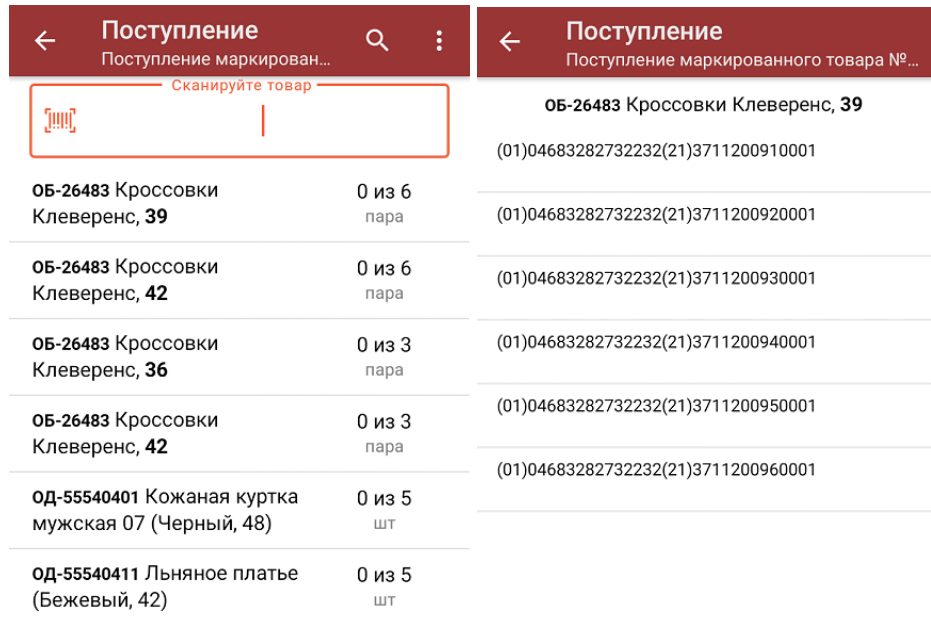 Поступление
Поступление маркирован...
Сканируйте товар
ОБ-26483 Кроссовки
Клеверенс, 39
0 из 6
пара
ОБ-26483 Кроссовки
Клеверенс, 42
0 из 6
пара
ОБ-26483 Кроссовки
Клеверенс, 36
0 из 3
пара
ОБ-26483 Кроссовки
Клеверенс, 42
0 из 3
пара
ОД-55540401 Кожаная куртка
мужская 07 (Черный, 48)
0 из 5
шт
ОД-55540411 Льняное платье
(Бежевый, 42)
0 из 5
шт
Поступление
Поступление маркированного товара №...
ОБ-26483 Кроссовки Клеверенс, 39
(01)04683282732232(21)3711200910001
(01)04683282732232(21)3711200920001
(01)04683282732232(21)3711200930001
(01)04683282732232(21)3711200940001
(01)04683282732232(21)3711200950001
(01)04683282732232(21)3711200960001